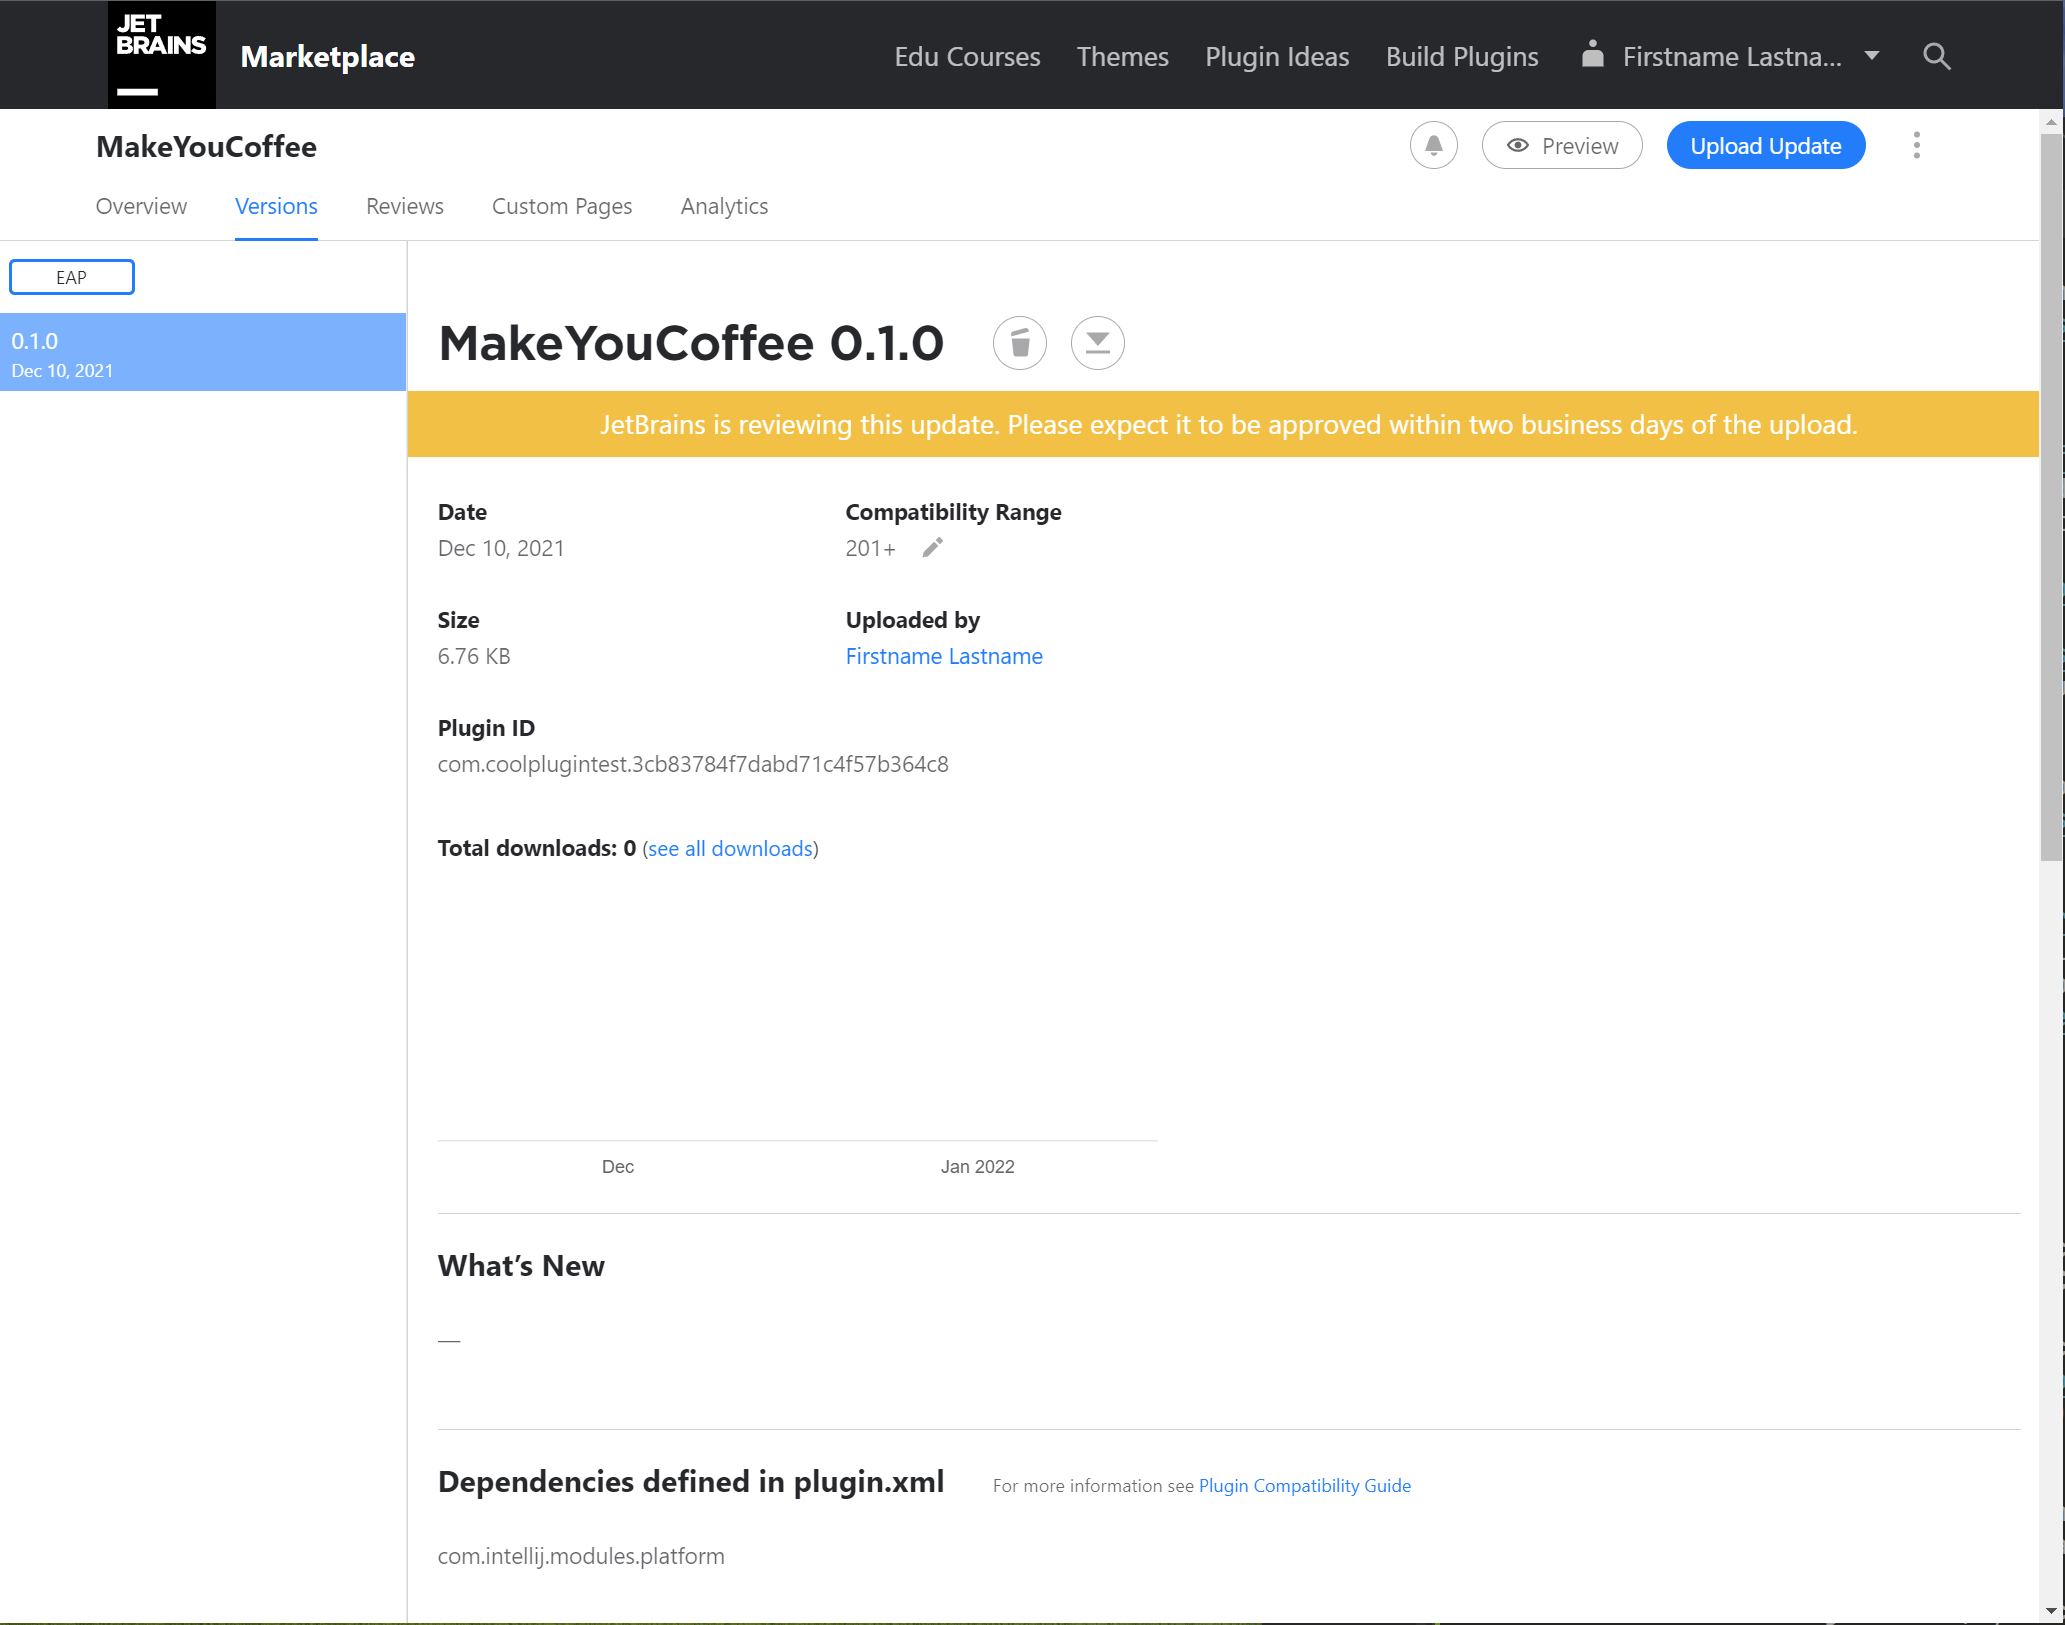 JET
BRAINS
Marketplace
Edu Courses
Themes
Plugin Ideas
Build Plugins
Firstname Lastna...
MakeYouCoffee
Preview
Upload Update
Overview
Versions
Reviews
Custom Pages
Analytics
EAP
0.1.0
Dec 10, 2021
MakeYouCoffee 0.1.0
JetBrains is reviewing this update. Please expect it to be approved within two business days of the upload.
Date
Compatibility Range
Dec 10, 2021
201+
Size
Uploaded by
6.76 KB
Firstname Lastname
Plugin ID
com.coolplugintest.3cb83784f7dabd71c4f57b364c8
Total downloads: 0 (see all downloads)
Dec
Jan 2022
What’s New
—
Dependencies defined in plugin.xml
For more information see Plugin Compatibility Guide
com.intellij.modules.platform